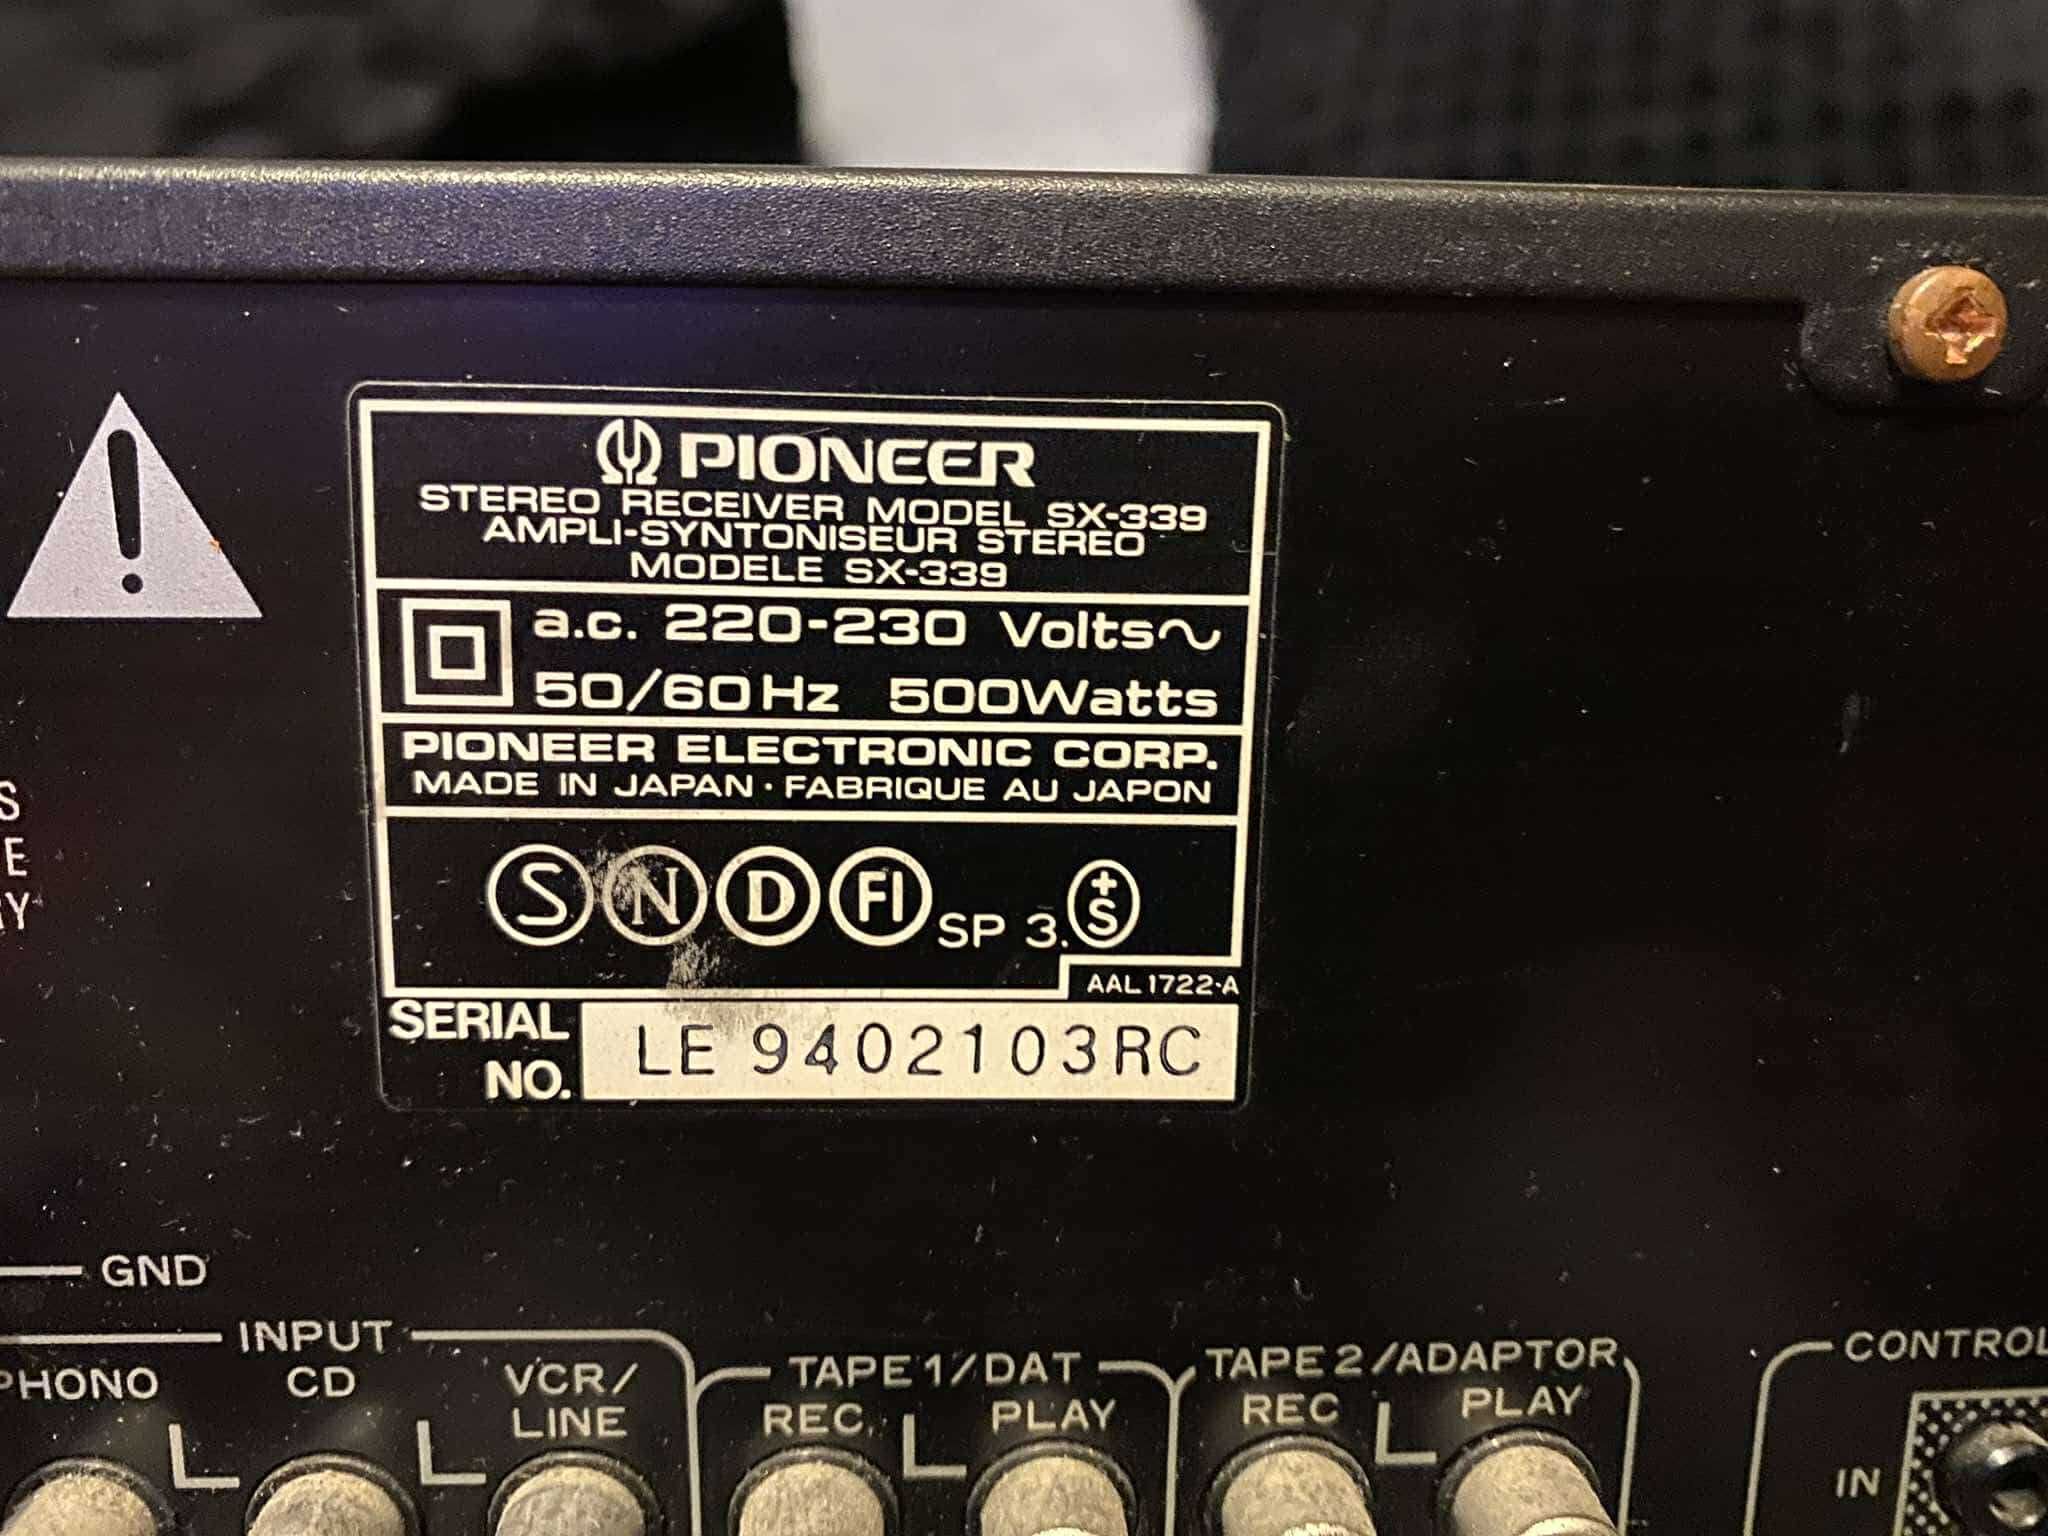 PIONEER
STEREO RECEIVER MODEL SX-339
AMPLI-SYNTONISEUR STEREO
MODELE SX-339
a.c. 220-230 Volts~
50/60Hz 500Watts
PIONEER ELECTRONIC CORP.
MADE IN JAPAN · FABRIQUE AU JAPON
S N D FI SP 3. +S
AAL1722-A
SERIAL NO. LE 9402103RC
GND
INPUT
PHONO CD VCR/
LINE
L L
TAPE 1/DAT
REC. L PLAY
TAPE 2/ADAPTOR
REC L PLAY
CONTROL
IN